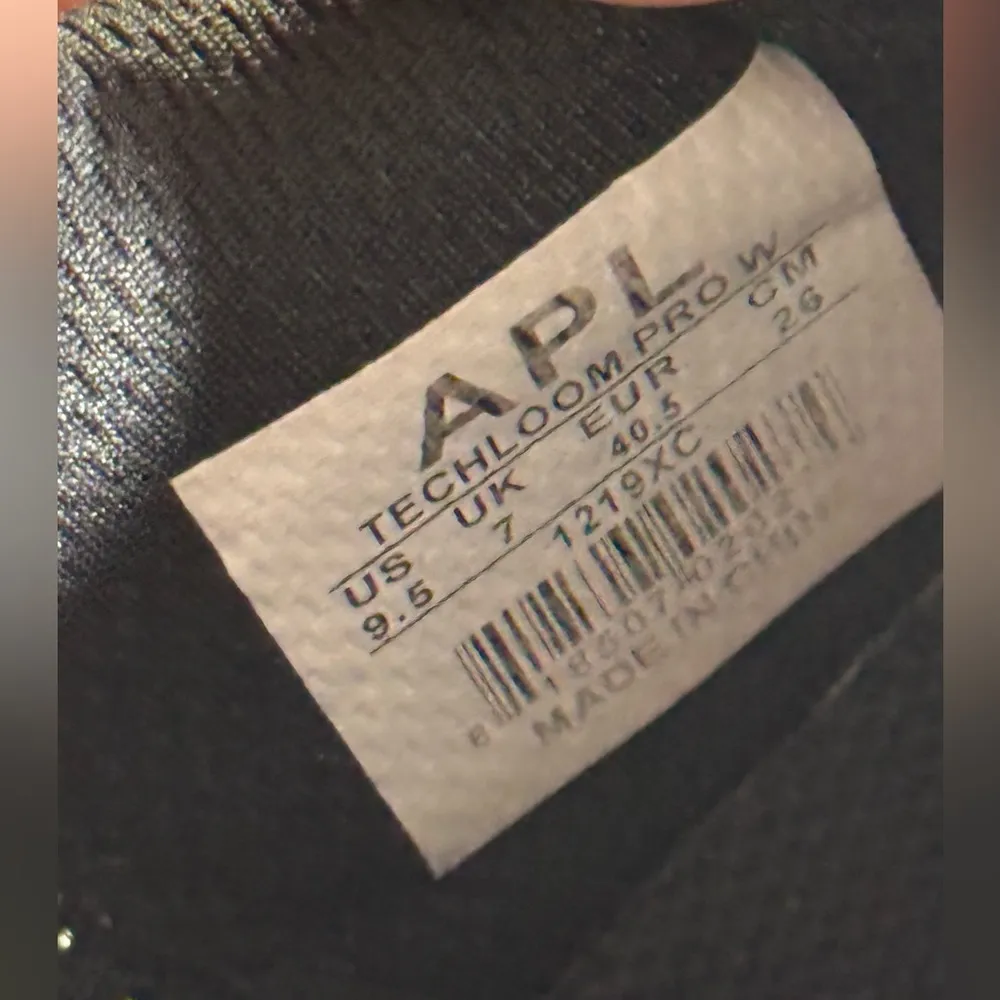 APL
TECHLOOM PRO W
US UK EUR CM
9.5 7 40.5 26
1219XC
MADE IN CHINA